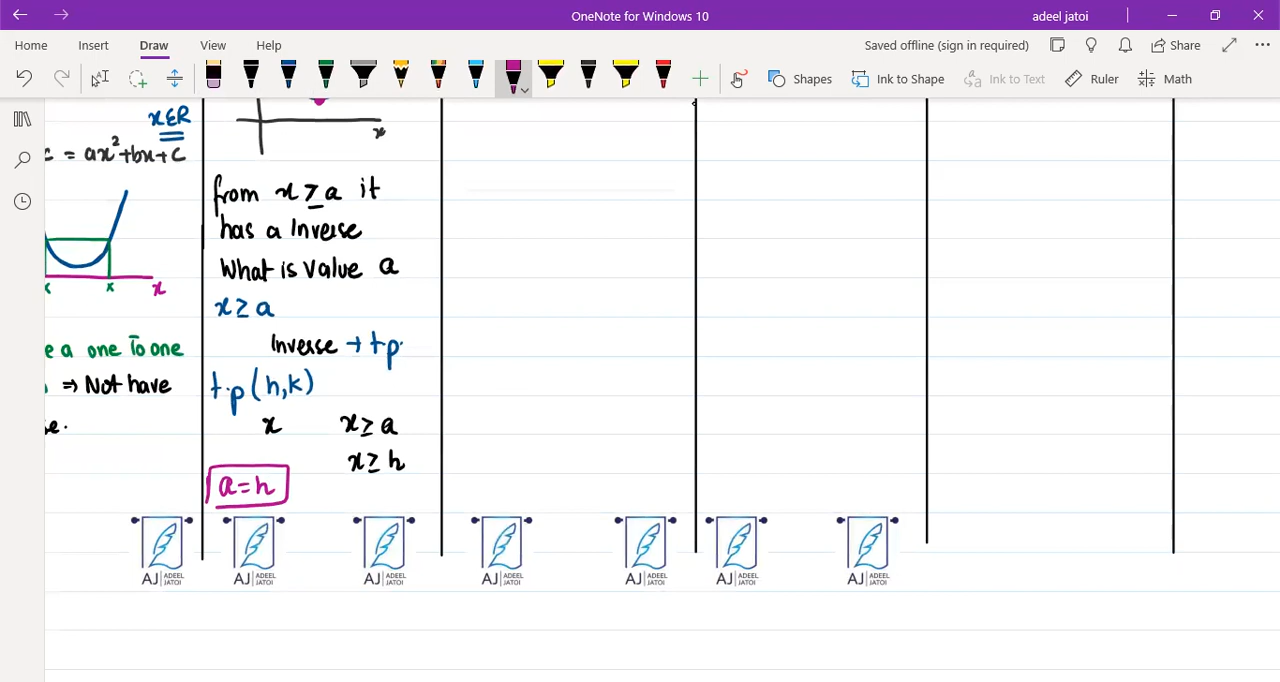 OneNote for Windows 10
adeel jatoi
Home
Insert
Draw
View
Help
Saved offline (sign in required)
Share
Shapes
Ink to Shape
Ink to Text
Ruler
Math
x∈R
c = ax²+bx+c
x
x
x
e a one To one
⇒ Not have
se.
x
from x ≥ a it
has a Inverse
What is Value a
x ≥ a
Inverse → t.p.
t.p (h,k)
x x ≥ a
x ≥ h
a = h
AJ ADEEL JATOI
AJ ADEEL JATOI
AJ ADEEL JATOI
AJ ADEEL JATOI
AJ ADEEL JATOI
AJ ADEEL JATOI
AJ ADEEL JATOI